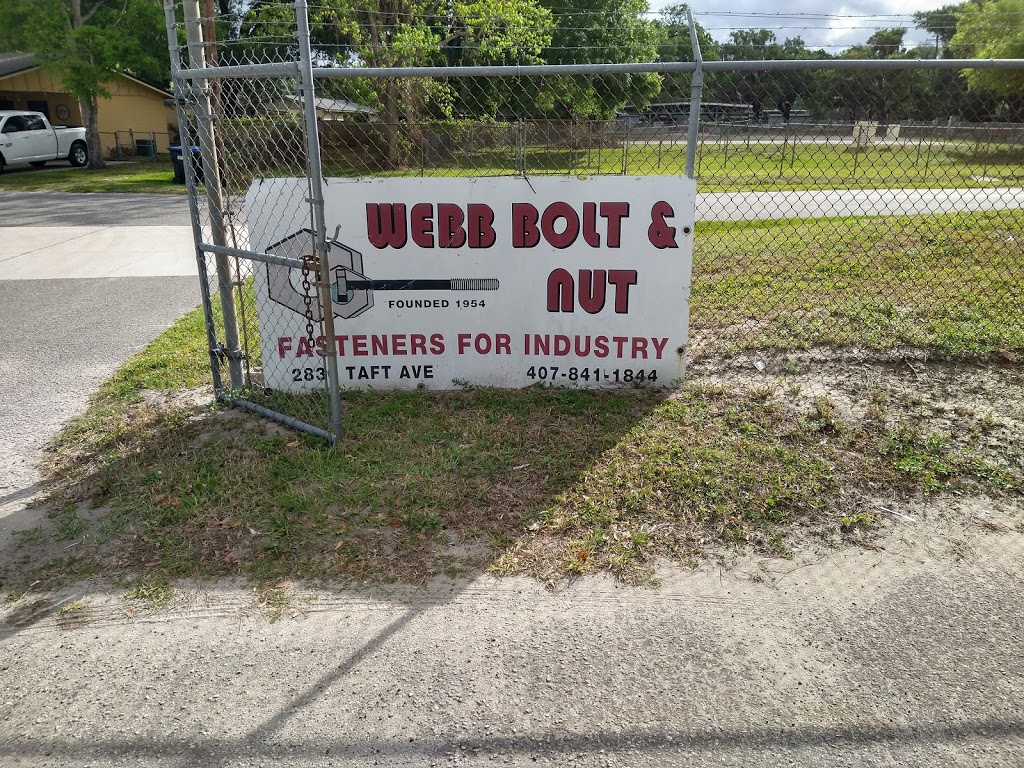 WEBB BOLT &
NUT
FOUNDED 1954
FASTENERS FOR INDUSTRY
TAFT AVE 407-841-1844